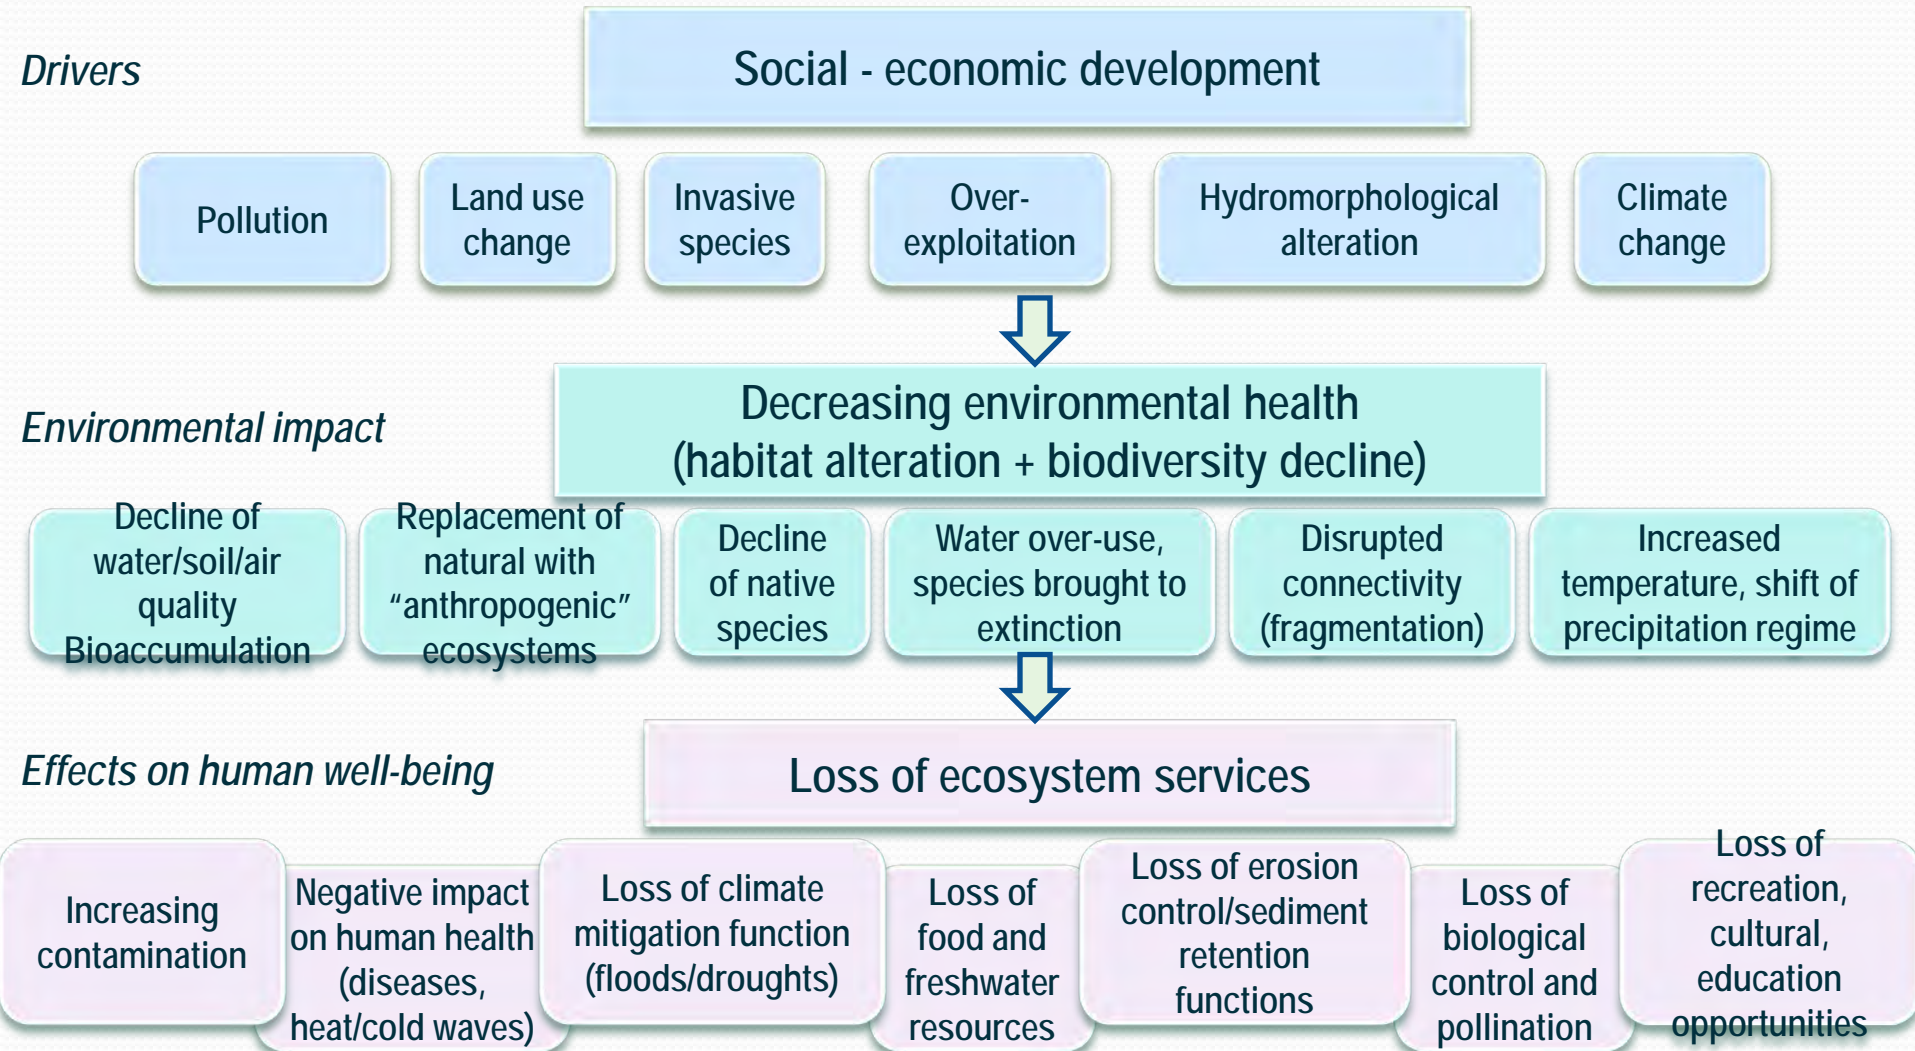 Drivers
Social - economic development
Pollution
Land use
change
Invasive
species
Over-
exploitation
Hydromorphological
alteration
Climate
change
Environmental impact
Decreasing environmental health
(habitat alteration + biodiversity decline)
Decline of
water/soil/air
quality
Bioaccumulation
Replacement of
natural with
“anthropogenic”
ecosystems
Decline
of native
species
Water over-use,
species brought to
extinction
Disrupted
connectivity
(fragmentation)
Increased
temperature, shift of
precipitation regime
Effects on human well-being
Loss of ecosystem services
Increasing
contamination
Negative impact
on human health
(diseases,
heat/cold waves)
Loss of climate
mitigation function
(floods/droughts)
Loss of
food and
freshwater
resources
Loss of erosion
control/sediment
retention
functions
Loss of
biological
control and
pollination
Loss of
recreation,
cultural,
education
opportunities